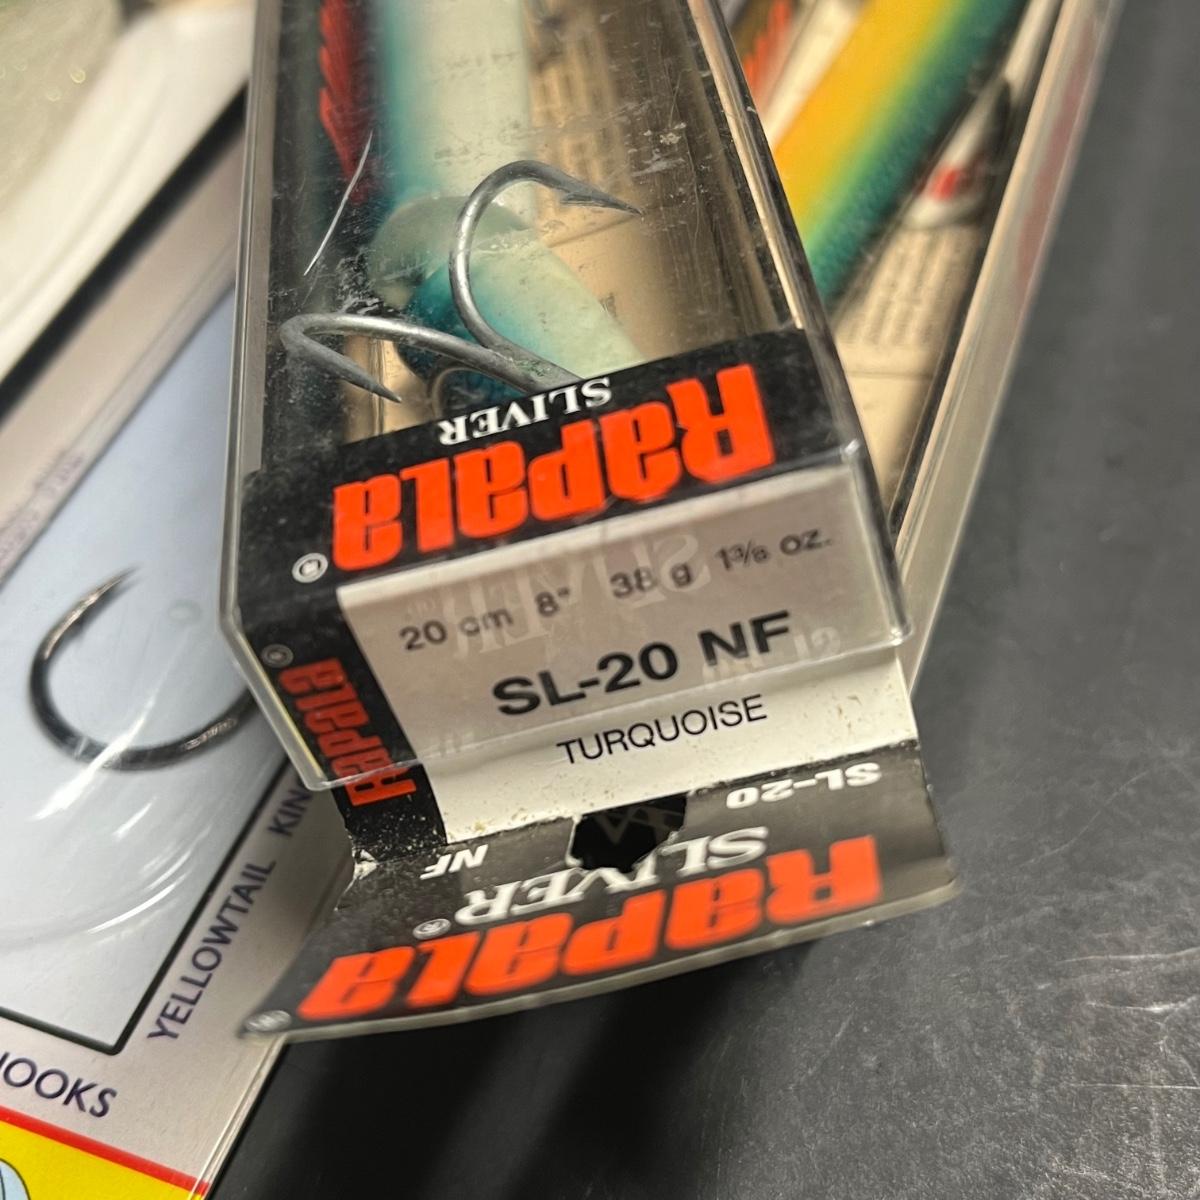 SLIVER
RAPALA®
20 cm 8" 38 g 1⅜ oz.
SL-20 NF
TURQUOISE
RAPALA®
SL-20
NF
SLIVER®
RAPALA
YELLOWTAIL
HOOKS